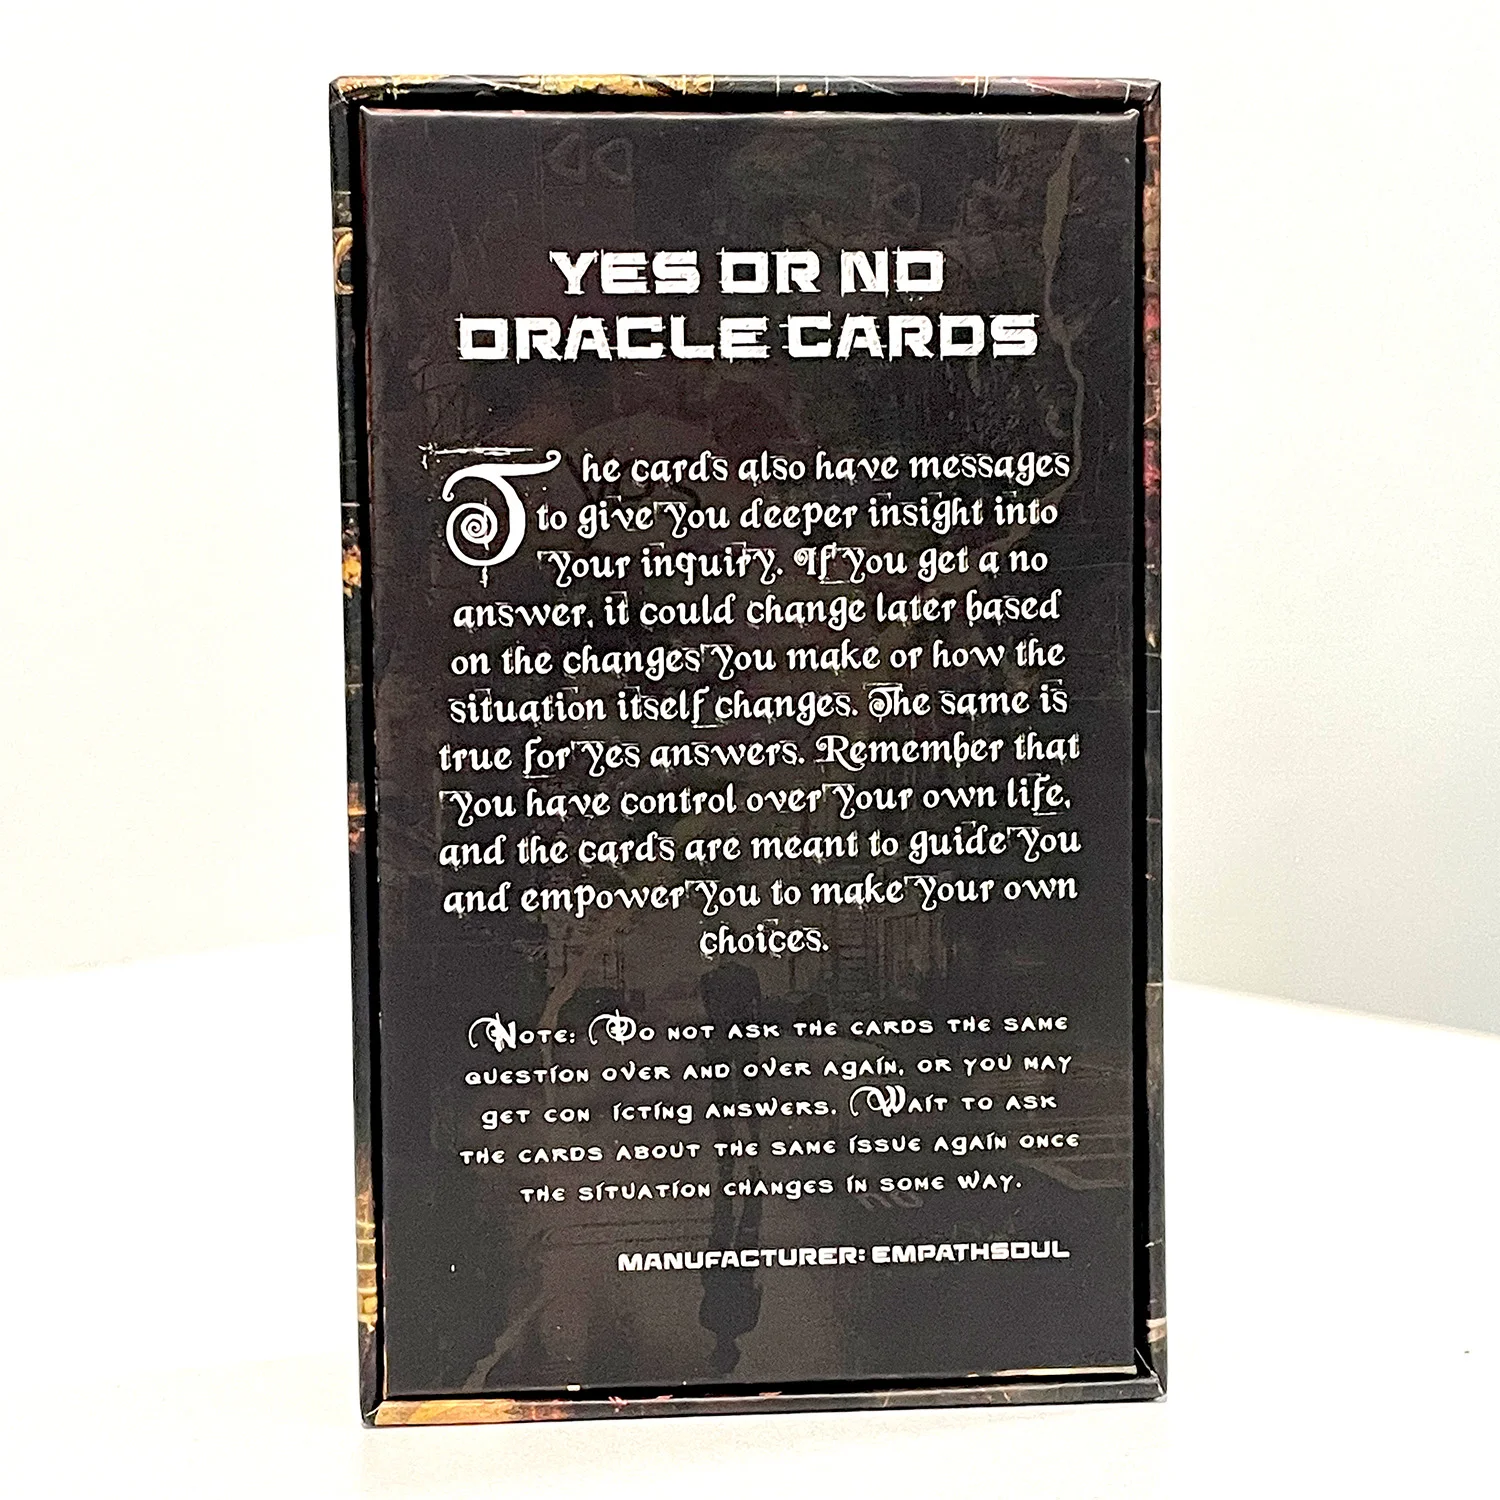 YES OR NO
ORACLE CARDS
The cards also have messages
to give you deeper insight into
your inquiry. If you get a no
answer, it could change later based
on the changes you make or how the
situation itself changes. The same is
true for yes answers. Remember that
you have control over your own life,
and the cards are meant to guide you
and empower you to make your own
choices.
Note: Do not ask the cards the same
question over and over again, or you may
get con icting answers. Wait to ask
the cards about the same issue again once
the situation changes in some way.
MANUFACTURER: EMPATHSOUL